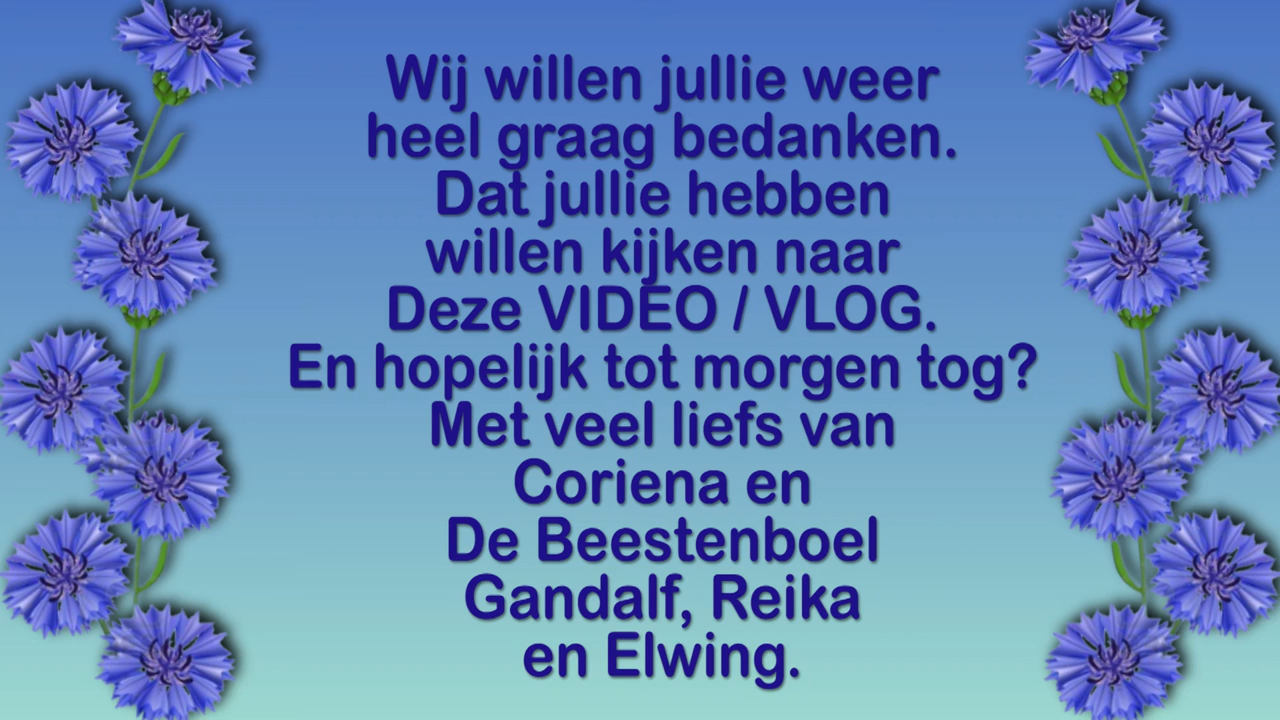 Wij willen jullie weer
heel graag bedanken.
Dat jullie hebben
willen kijken naar
Deze VIDEO / VLOG.
En hopelijk tot morgen tog?
Met veel liefs van
Coriena en
De Beestenboel
Gandalf, Reika
en Elwing.